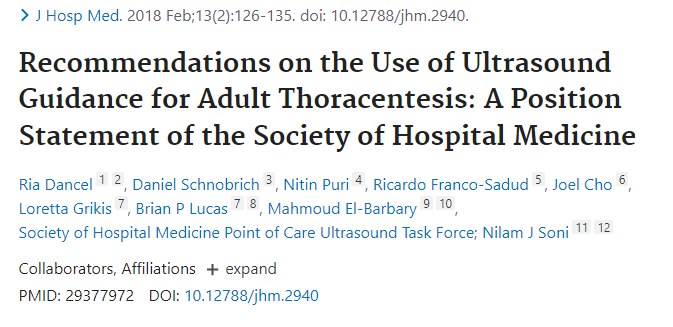 J Hosp Med. 2018 Feb;13(2):126-135. doi: 10.12788/jhm.2940.
Recommendations on the Use of Ultrasound
Guidance for Adult Thoracentesis: A Position
Statement of the Society of Hospital Medicine
Ria Dancel 1 2, Daniel Schnobrich 3, Nitin Puri 4, Ricardo Franco-Sadud 5, Joel Cho 6,
Loretta Grikis 7, Brian P Lucas 7 8, Mahmoud El-Barbary 9 10,
Society of Hospital Medicine Point of Care Ultrasound Task Force; Nilam J Soni 11 12
Collaborators, Affiliations + expand
PMID: 29377972 DOI: 10.12788/jhm.2940